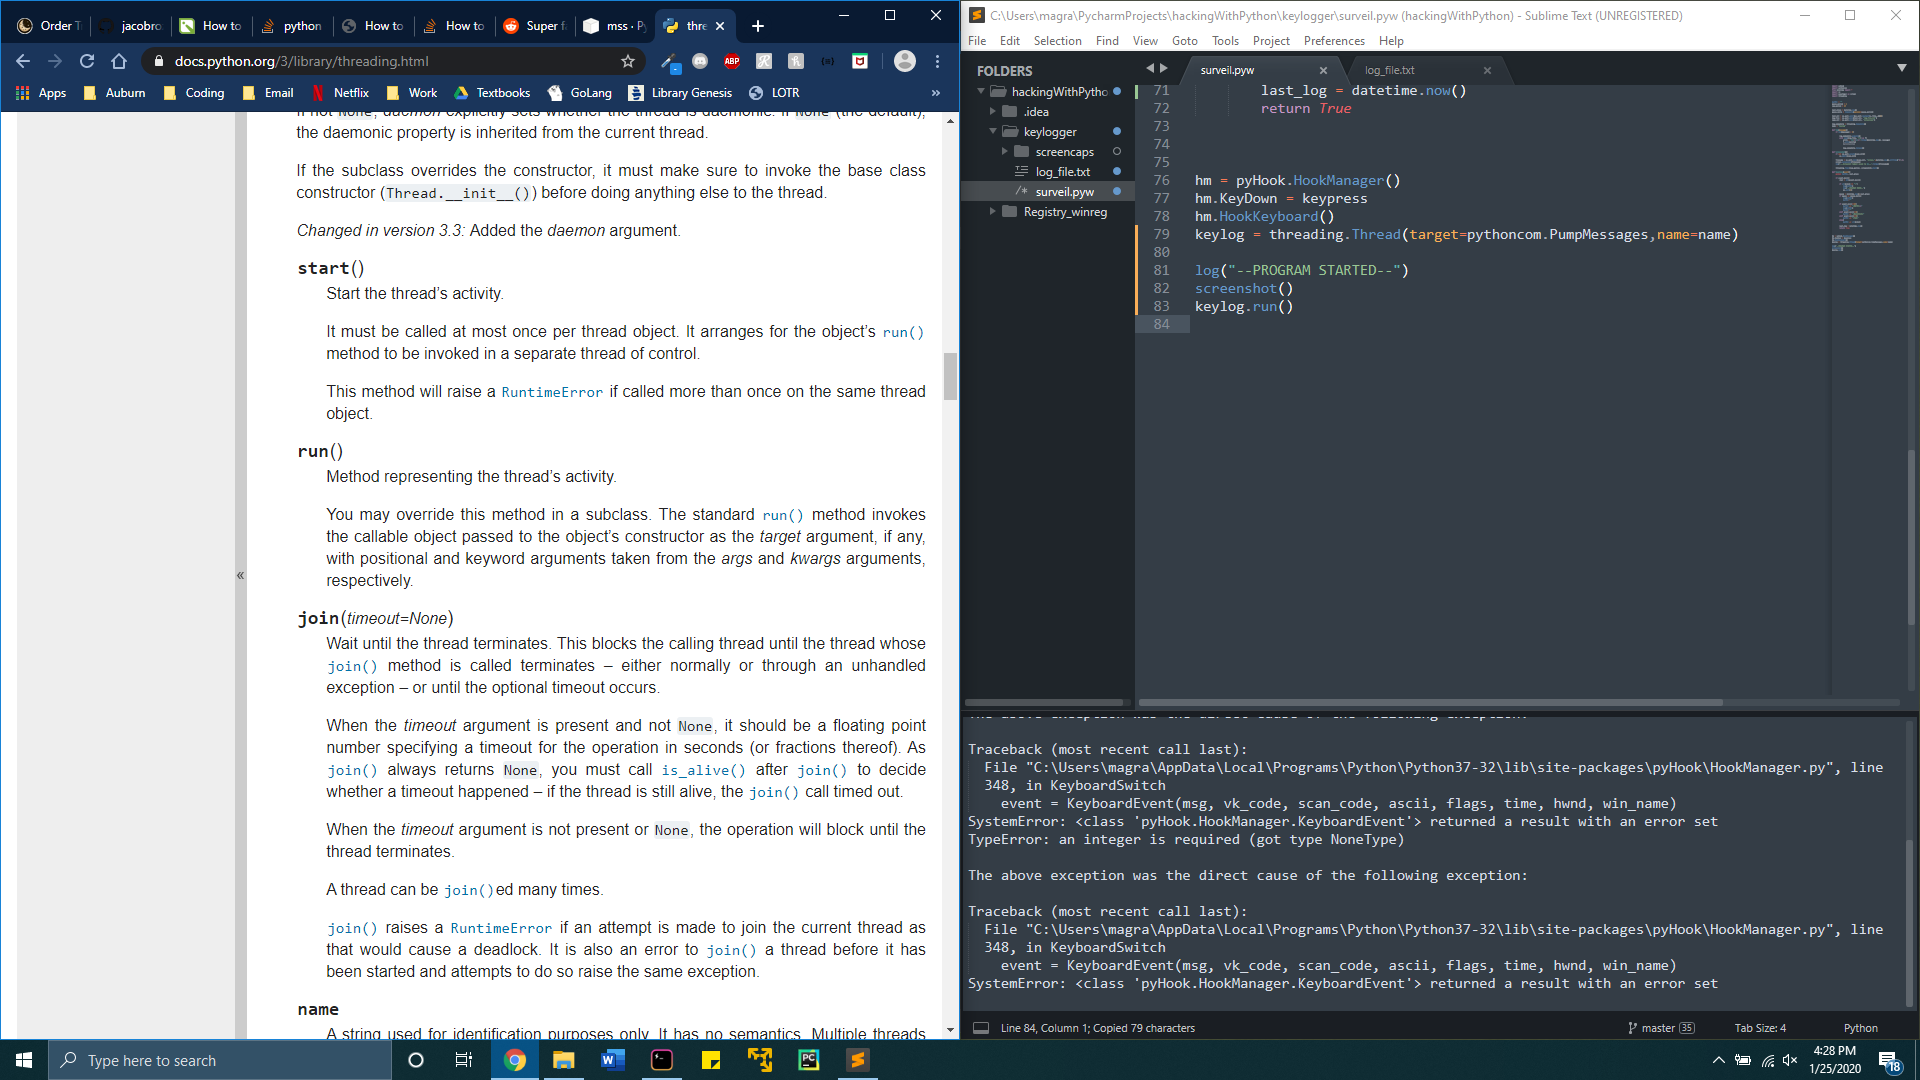 Order T
jacobro
How to
python
How to
How to
Super f
mss · P
thre
docs.python.org/3/library/threading.html
ABP
Apps
Auburn
Coding
Email
Netflix
Work
Textbooks
GoLang
Library Genesis
LOTR
»
If not None, daemon explicitly sets whether the thread is daemonic. If None (the default),
the daemonic property is inherited from the current thread.
If the subclass overrides the constructor, it must make sure to invoke the base class
constructor (Thread.__init__()) before doing anything else to the thread.
Changed in version 3.3: Added the daemon argument.
start()
Start the thread’s activity.
It must be called at most once per thread object. It arranges for the object’s run()
method to be invoked in a separate thread of control.
This method will raise a RuntimeError if called more than once on the same thread
object.
run()
Method representing the thread’s activity.
You may override this method in a subclass. The standard run() method invokes
the callable object passed to the object’s constructor as the target argument, if any,
with positional and keyword arguments taken from the args and kwargs arguments,
respectively.
«
join(timeout=None)
Wait until the thread terminates. This blocks the calling thread until the thread whose
join() method is called terminates – either normally or through an unhandled
exception – or until the optional timeout occurs.
When the timeout argument is present and not None, it should be a floating point
number specifying a timeout for the operation in seconds (or fractions thereof). As
join() always returns None, you must call is_alive() after join() to decide
whether a timeout happened – if the thread is still alive, the join() call timed out.
When the timeout argument is not present or None, the operation will block until the
thread terminates.
A thread can be join()ed many times.
join() raises a RuntimeError if an attempt is made to join the current thread as
that would cause a deadlock. It is also an error to join() a thread before it has
been started and attempts to do so raise the same exception.
name
A string used for identification purposes only. It has no semantics. Multiple threads
C:\Users\magra\PycharmProjects\hackingWithPython\keylogger\surveil.pyw (hackingWithPython) - Sublime Text (UNREGISTERED)
File Edit Selection Find View Goto Tools Project Preferences Help
FOLDERS
hackingWithPytho
.idea
keylogger
screencaps
log_file.txt
/* surveil.pyw
Registry_winreg
surveil.pyw
log_file.txt
71 last_log = datetime.now()
72 return True
73
74
75
76 hm = pyHook.HookManager()
77 hm.KeyDown = keypress
78 hm.HookKeyboard()
79 keylog = threading.Thread(target=pythoncom.PumpMessages,name=name)
80
81 log("--PROGRAM STARTED--")
82 screenshot()
83 keylog.run()
84
The above exception was the direct cause of the following exception:
Traceback (most recent call last):
File "C:\Users\magra\AppData\Local\Programs\Python\Python37-32\lib\site-packages\pyHook\HookManager.py", line
348, in KeyboardSwitch
event = KeyboardEvent(msg, vk_code, scan_code, ascii, flags, time, hwnd, win_name)
SystemError: <class 'pyHook.HookManager.KeyboardEvent'> returned a result with an error set
TypeError: an integer is required (got type NoneType)
The above exception was the direct cause of the following exception:
Traceback (most recent call last):
File "C:\Users\magra\AppData\Local\Programs\Python\Python37-32\lib\site-packages\pyHook\HookManager.py", line
348, in KeyboardSwitch
event = KeyboardEvent(msg, vk_code, scan_code, ascii, flags, time, hwnd, win_name)
SystemError: <class 'pyHook.HookManager.KeyboardEvent'> returned a result with an error set
Line 84, Column 1; Copied 79 characters
master 35
Tab Size: 4
Python
Type here to search
4:28 PM
1/25/2020
18